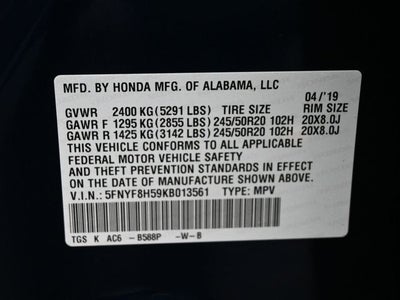 MFD. BY HONDA MFG. OF ALABAMA, LLC
04/'19
GVWR 2400 KG(5291 LBS) TIRE SIZE RIM SIZE
GAWR F 1295 KG(2855 LBS) 245/50R20 102H 20X8.0J
GAWR R 1425 KG(3142 LBS) 245/50R20 102H 20X8.0J
THIS VEHICLE CONFORMS TO ALL APPLICABLE
FEDERAL MOTOR VEHICLE SAFETY AND
THEFT PREVENTION STANDARDS IN EFFECT ON
THE DATE OF MANUFACTURE SHOWN ABOVE.
V.I.N.: 5FNYF8H59KB013561 TYPE: MPV
TGS K AC6 - B588P -W-B